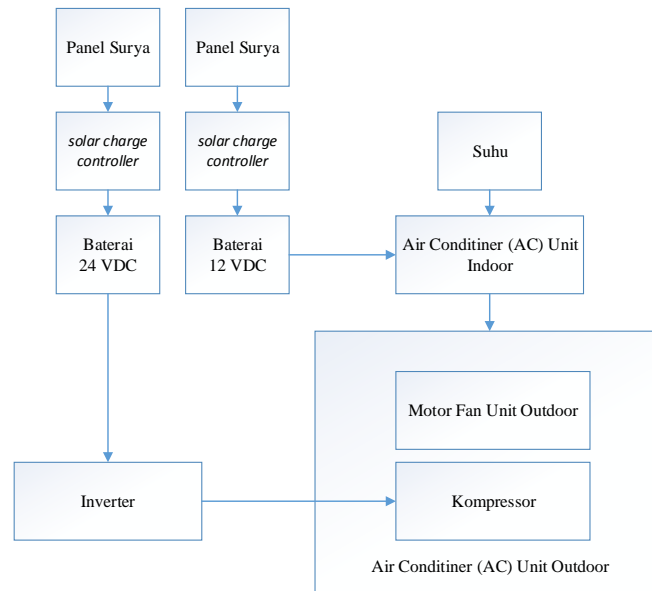 Panel Surya
Panel Surya
solar charge
controller
solar charge
controller
Suhu
Baterai
24 VDC
Baterai
12 VDC
Air Conditiner (AC) Unit
Indoor
Motor Fan Unit Outdoor
Inverter
Kompressor
Air Conditiner (AC) Unit Outdoor